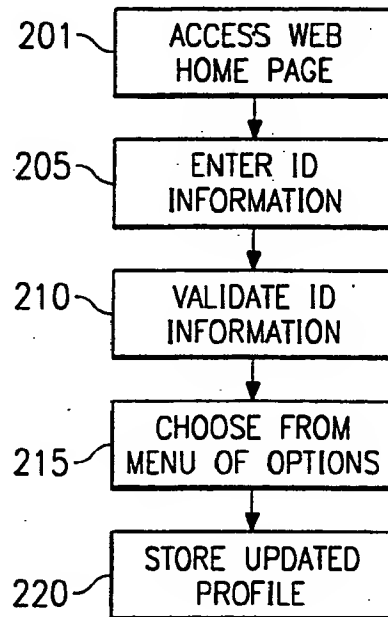 201
ACCESS WEB
HOME PAGE
205
ENTER ID
INFORMATION
210
VALIDATE ID
INFORMATION
215
CHOOSE FROM
MENU OF OPTIONS
220
STORE UPDATED
PROFILE